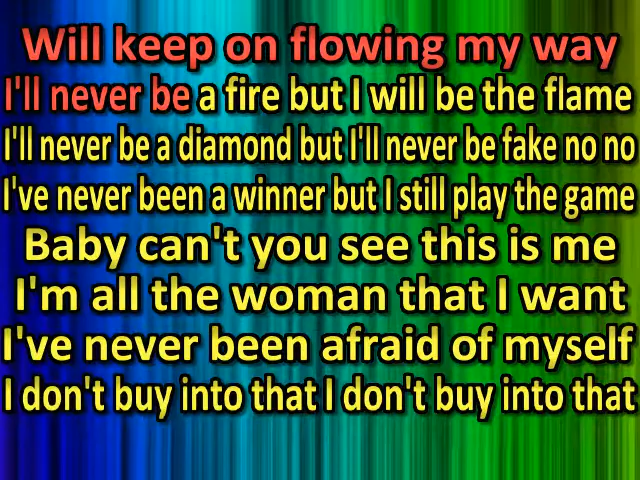 Will keep on flowing my way
I'll never be a fire but I will be the flame
I'll never be a diamond but I'll never be fake no no
I've never been a winner but I still play the game
Baby can't you see this is me
I'm all the woman that I want
I've never been afraid of myself
I don't buy into that I don't buy into that